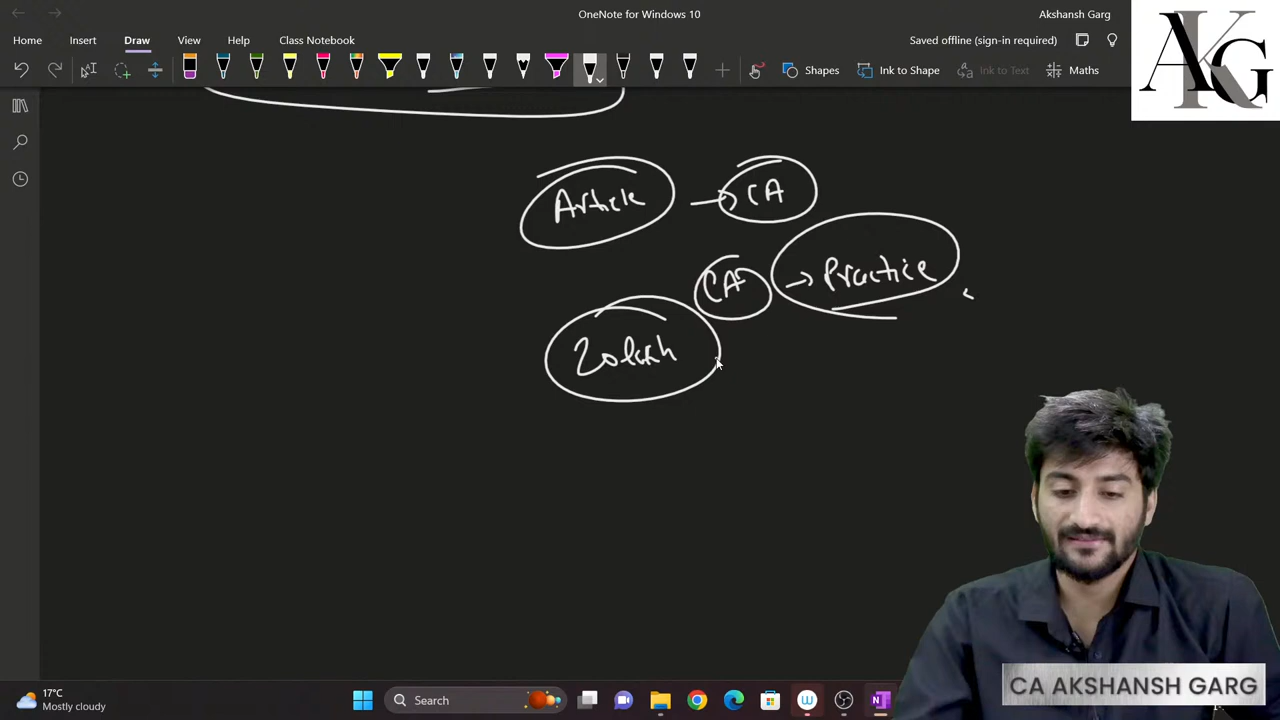 OneNote for Windows 10
Akshansh Garg
Home Insert Draw View Help Class Notebook
Saved offline (sign-in required)
Shapes Ink to Shape Ink to Text Maths
AKG
Article → CA
CA → Practice
20 lakh
CA AKSHANSH GARG
17°C
Mostly cloudy
Search